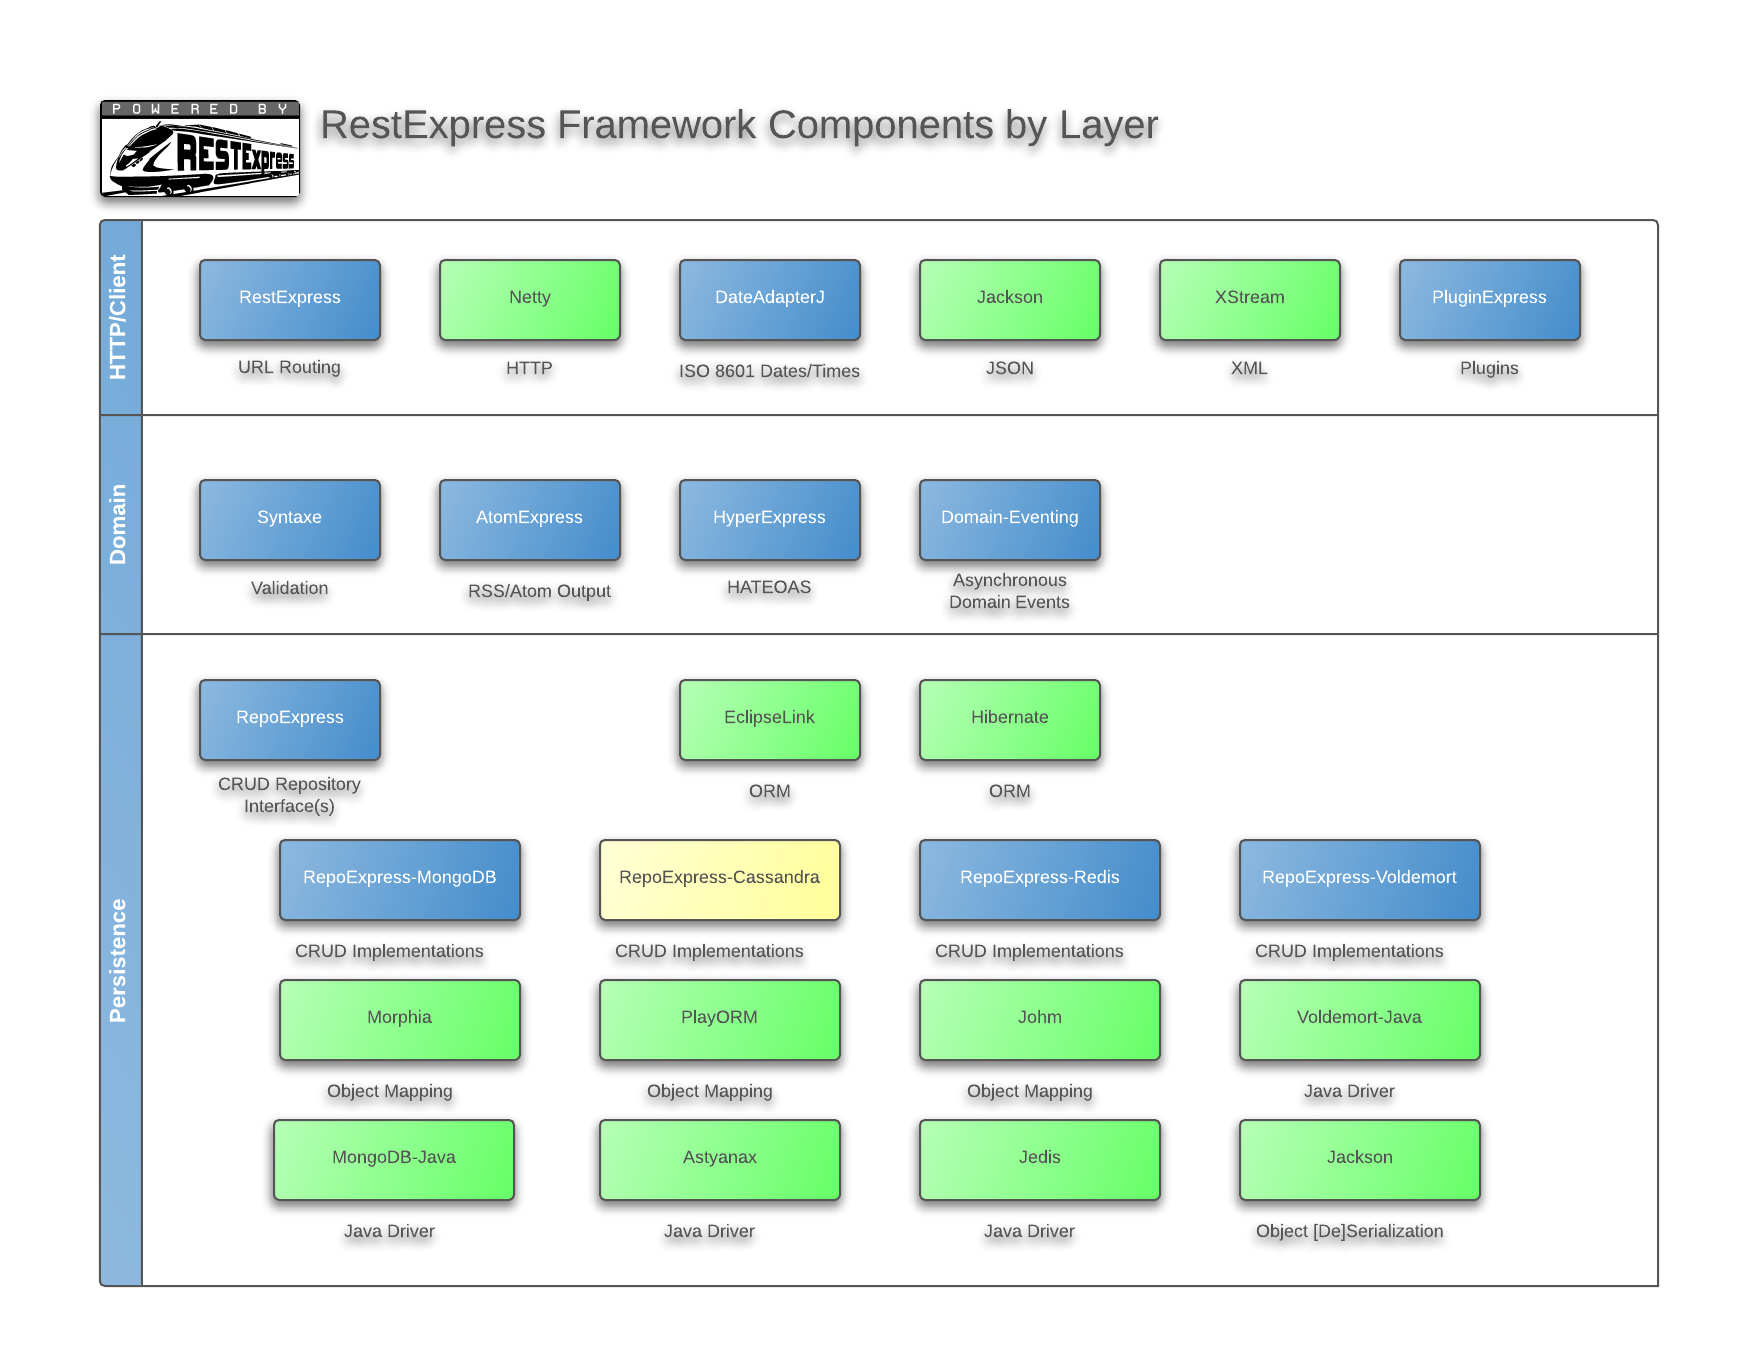 POWERED BY
RESTExpress
RestExpress Framework Components by Layer
HTTP/Client
RestExpress
Netty
DateAdapterJ
Jackson
XStream
PluginExpress
URL Routing
HTTP
ISO 8601 Dates/Times
JSON
XML
Plugins
Domain
Syntaxe
AtomExpress
HyperExpress
Domain-Eventing
Validation
RSS/Atom Output
HATEOAS
Asynchronous
Domain Events
Persistence
RepoExpress
EclipseLink
Hibernate
CRUD Repository
Interface(s)
ORM
ORM
RepoExpress-MongoDB
RepoExpress-Cassandra
RepoExpress-Redis
RepoExpress-Voldemort
CRUD Implementations
CRUD Implementations
CRUD Implementations
CRUD Implementations
Morphia
PlayORM
Johm
Voldemort-Java
Object Mapping
Object Mapping
Object Mapping
Java Driver
MongoDB-Java
Astyanax
Jedis
Jackson
Java Driver
Java Driver
Java Driver
Object [De]Serialization